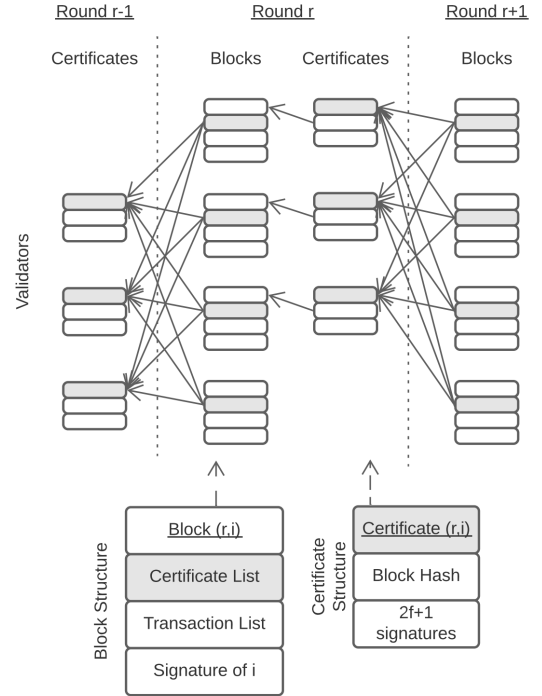 Round r-1
Round r
Round r+1
Certificates
Blocks
Certificates
Blocks
Validators
Block Structure
Block (r,i)
Certificate List
Transaction List
Signature of i
Certificate
Structure
Certificate (r,i)
Block Hash
2f+1
signatures